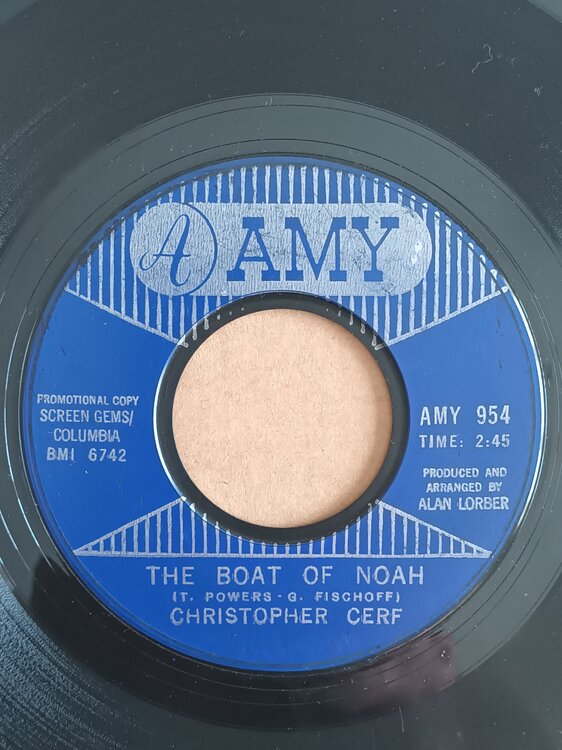 A AMY
PROMOTIONAL COPY
SCREEN GEMS/
COLUMBIA
BMI 6742
AMY 954
TIME: 2:45
PRODUCED AND
ARRANGED BY
ALAN LORBER
THE BOAT OF NOAH
(T. POWERS - G. FISCHOFF)
CHRISTOPHER CERF